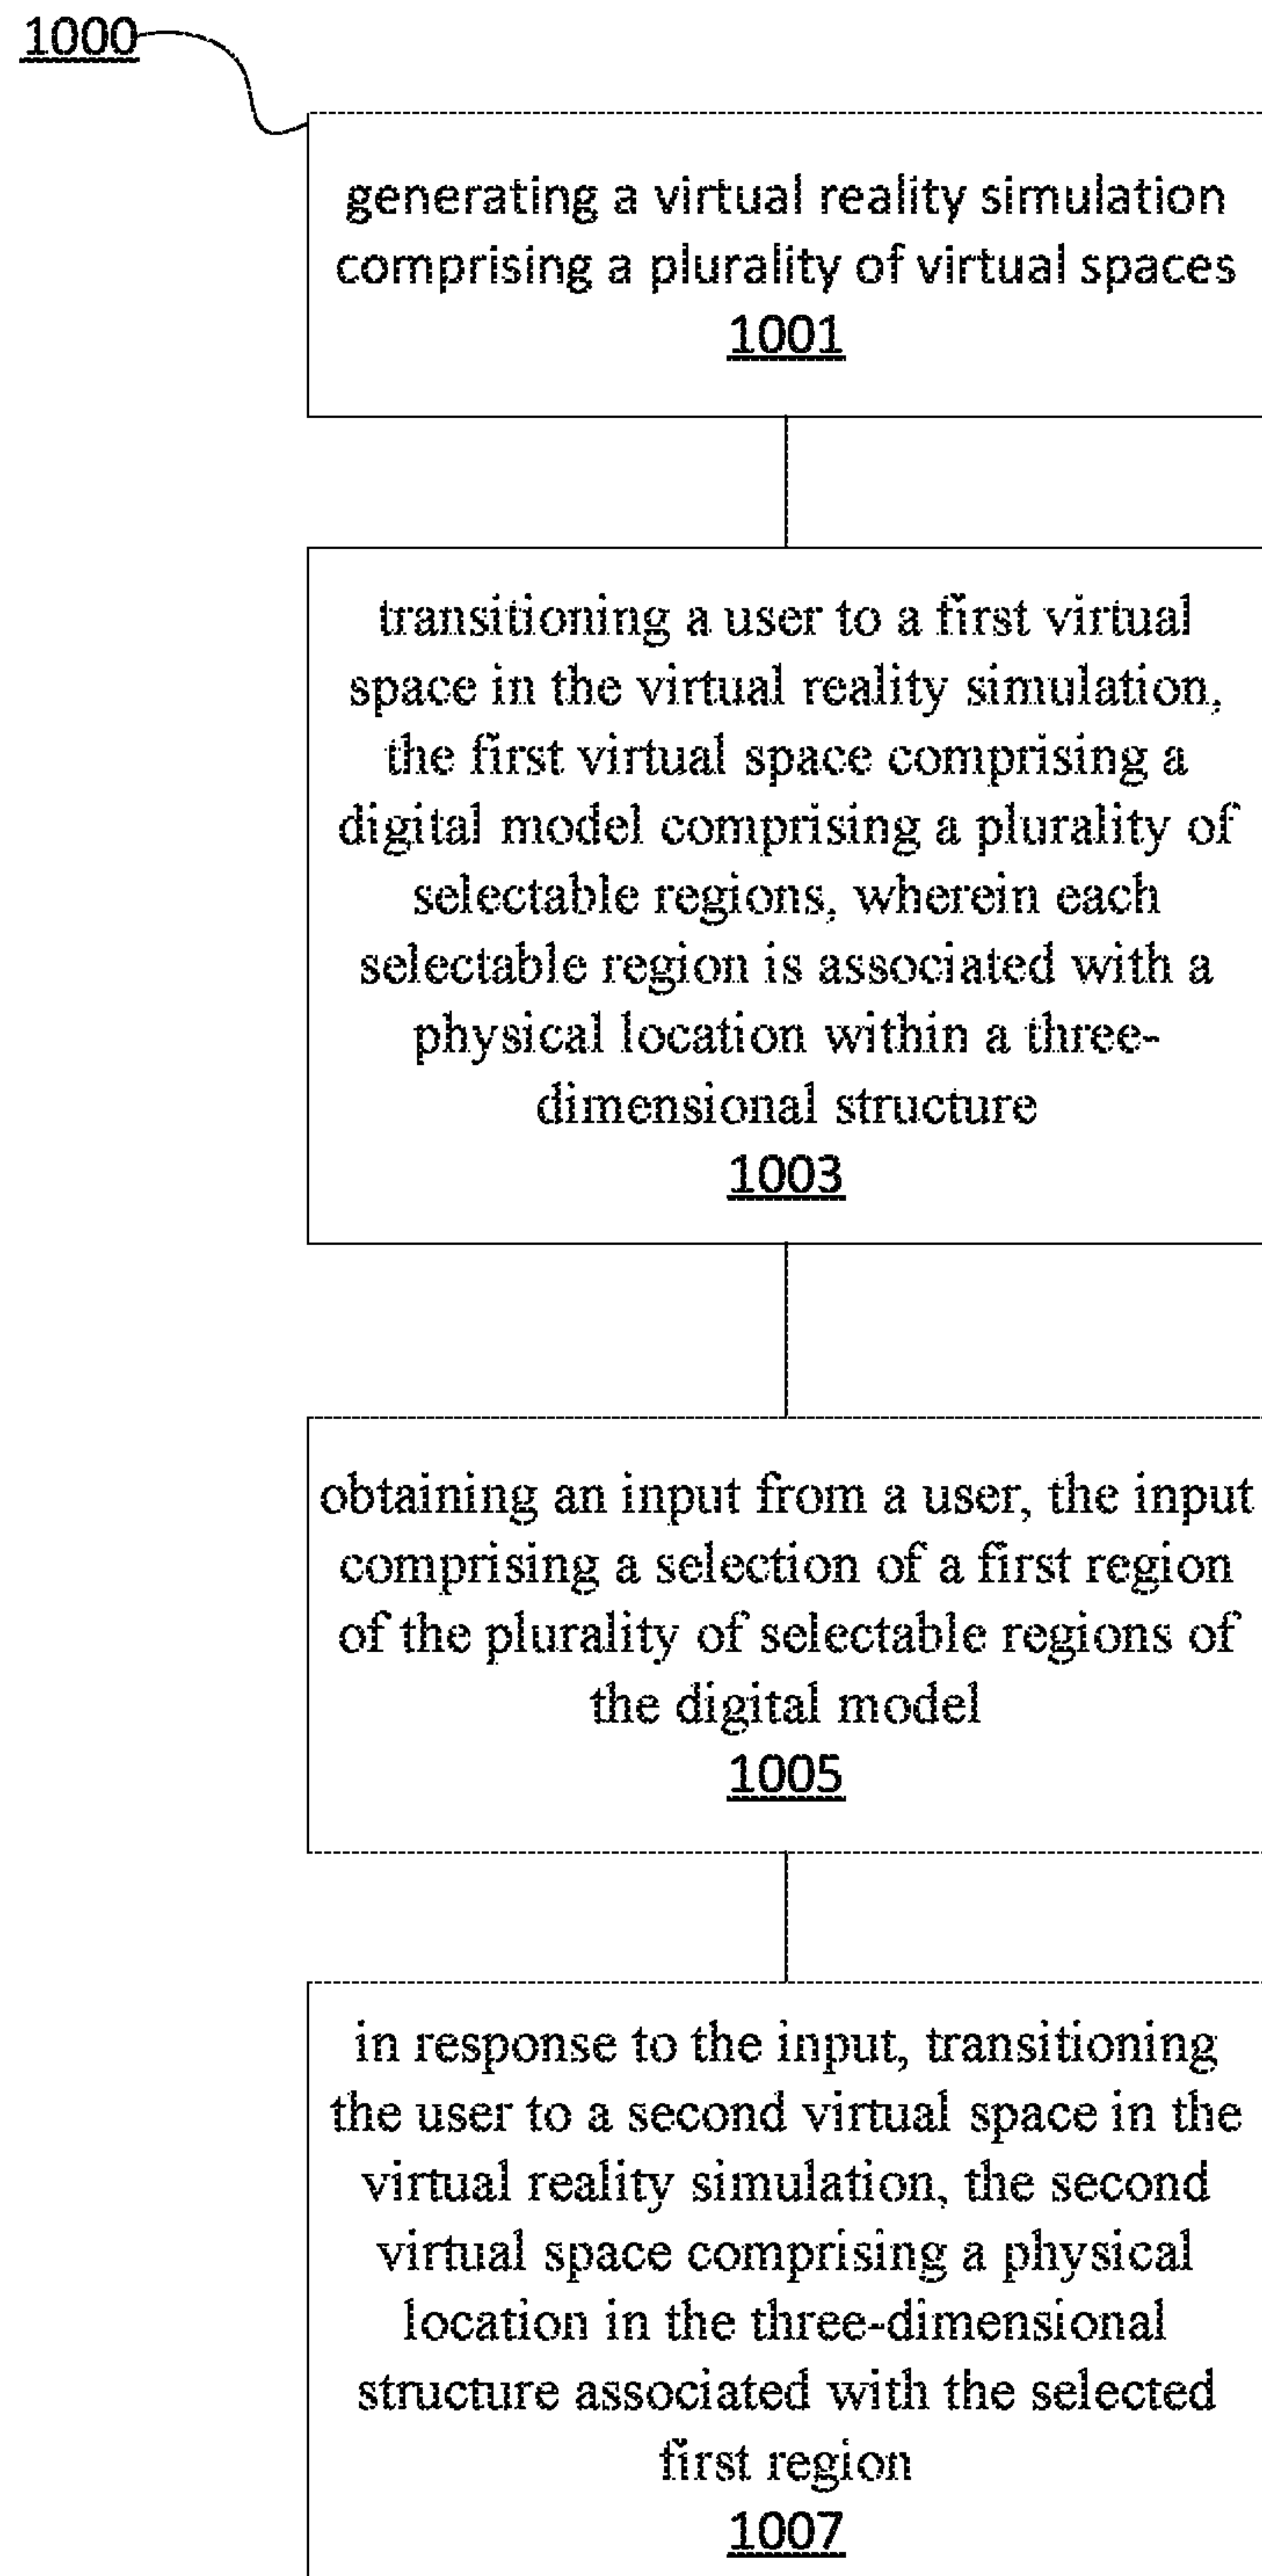 1000
generating a virtual reality simulation
comprising a plurality of virtual spaces
1001
transitioning a user to a first virtual
space in the virtual reality simulation,
the first virtual space comprising a
digital model comprising a plurality of
selectable regions, wherein each
selectable region is associated with a
physical location within a three-
dimensional structure
1003
obtaining an input from a user, the input
comprising a selection of a first region
of the plurality of selectable regions of
the digital model
1005
in response to the input, transitioning
the user to a second virtual space in the
virtual reality simulation, the second
virtual space comprising a physical
location in the three-dimensional
structure associated with the selected
first region
1007